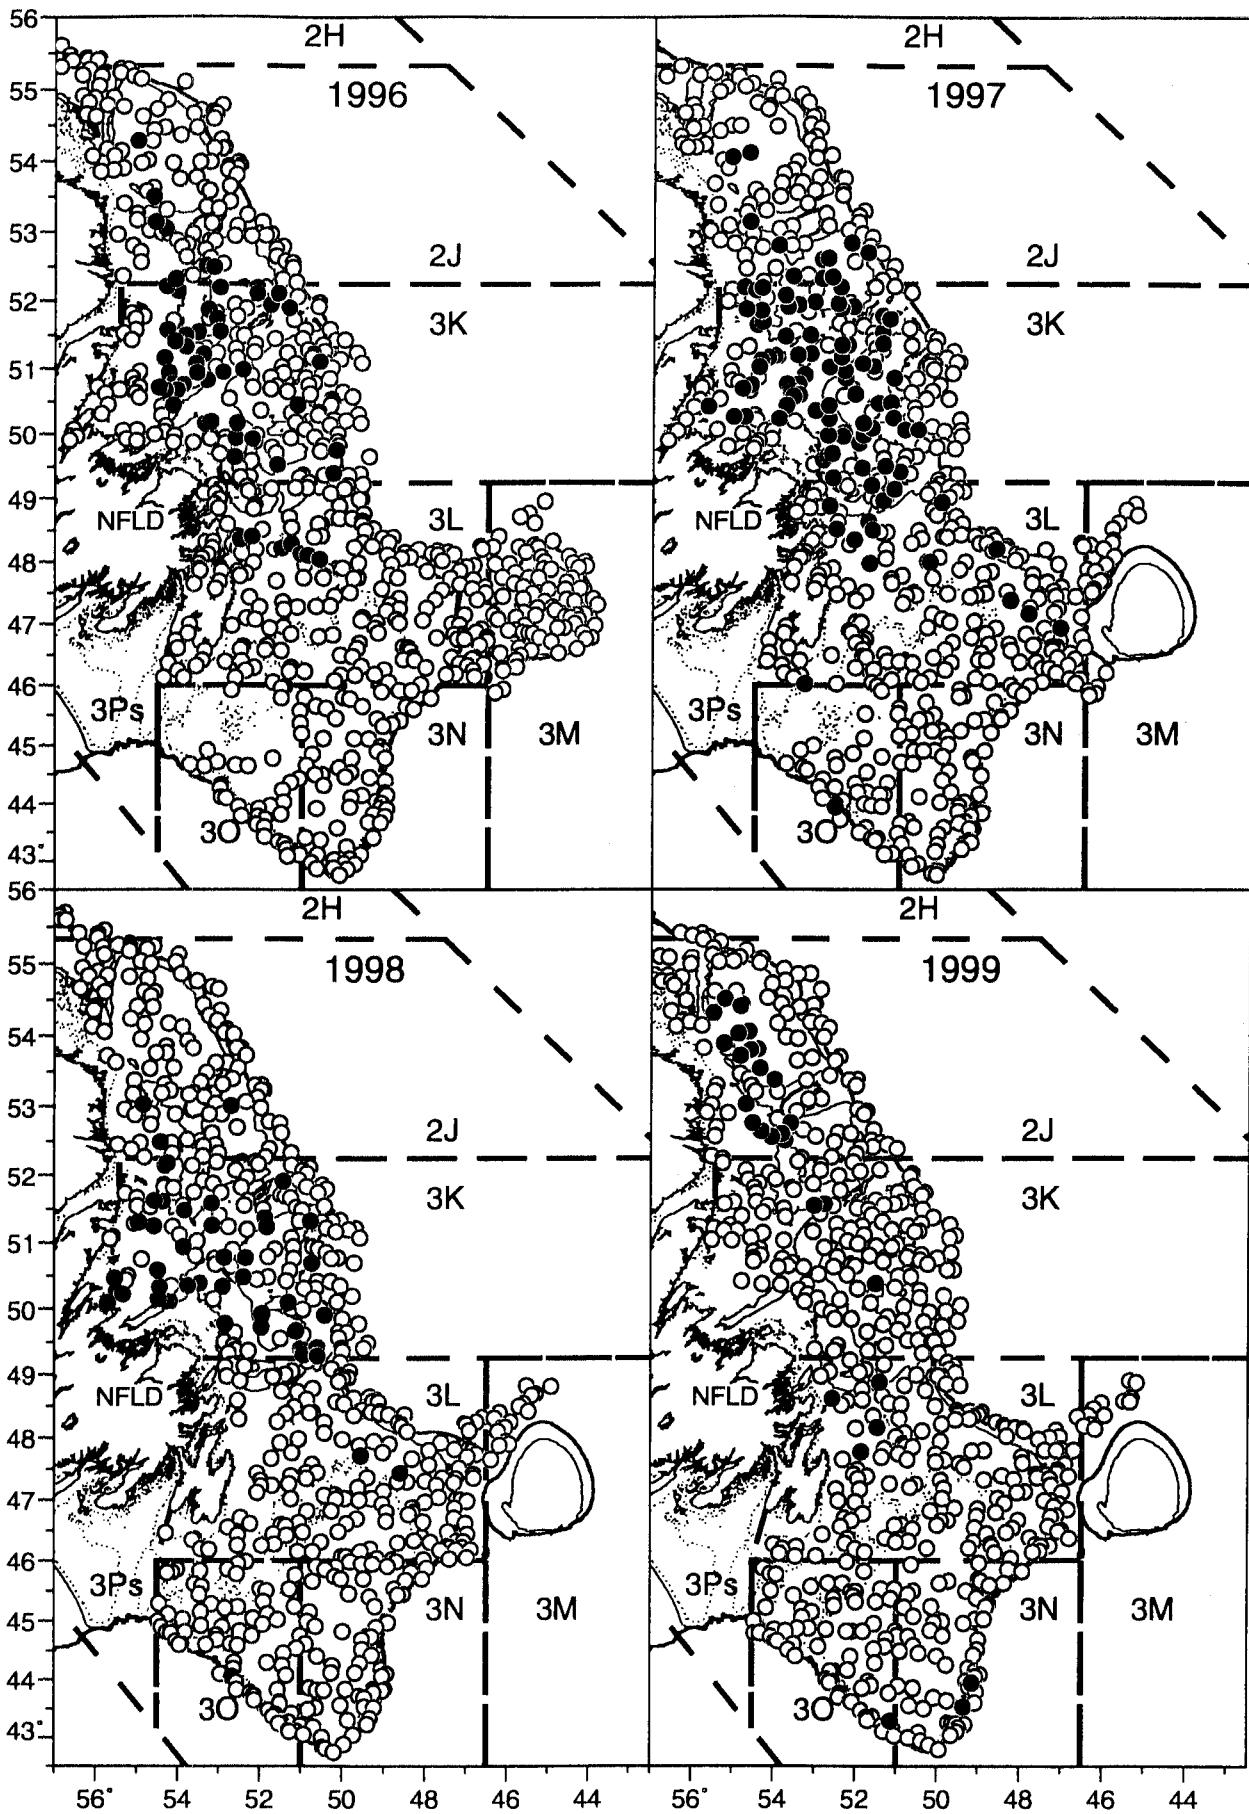 56
2H
2H
1996
1997
55
54
53
2J
2J
52
3K
3K
51
50
49
NFLD
3L
NFLD
3L
48
47
46
3Ps
3N
3M
3Ps
3N
3M
45
44
3O
3O
43°
56
2H
2H
1998
1999
55
54
53
2J
2J
52
3K
3K
51
50
49
NFLD
3L
NFLD
3L
48
47
46
3Ps
3N
3M
3Ps
3N
3M
45
44
3O
3O
43°
56° 54 52 50 48 46 44 56° 54 52 50 48 46 44